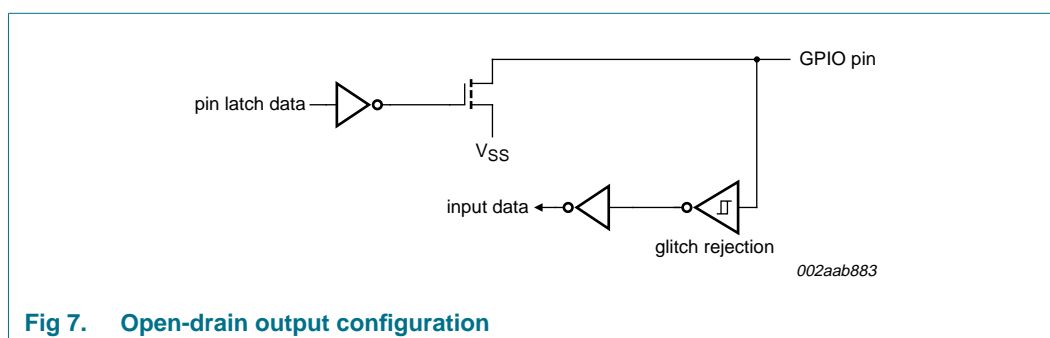 GPIO pin
pin latch data
VSS
input data
glitch rejection
002aab883
Fig 7. Open-drain output configuration